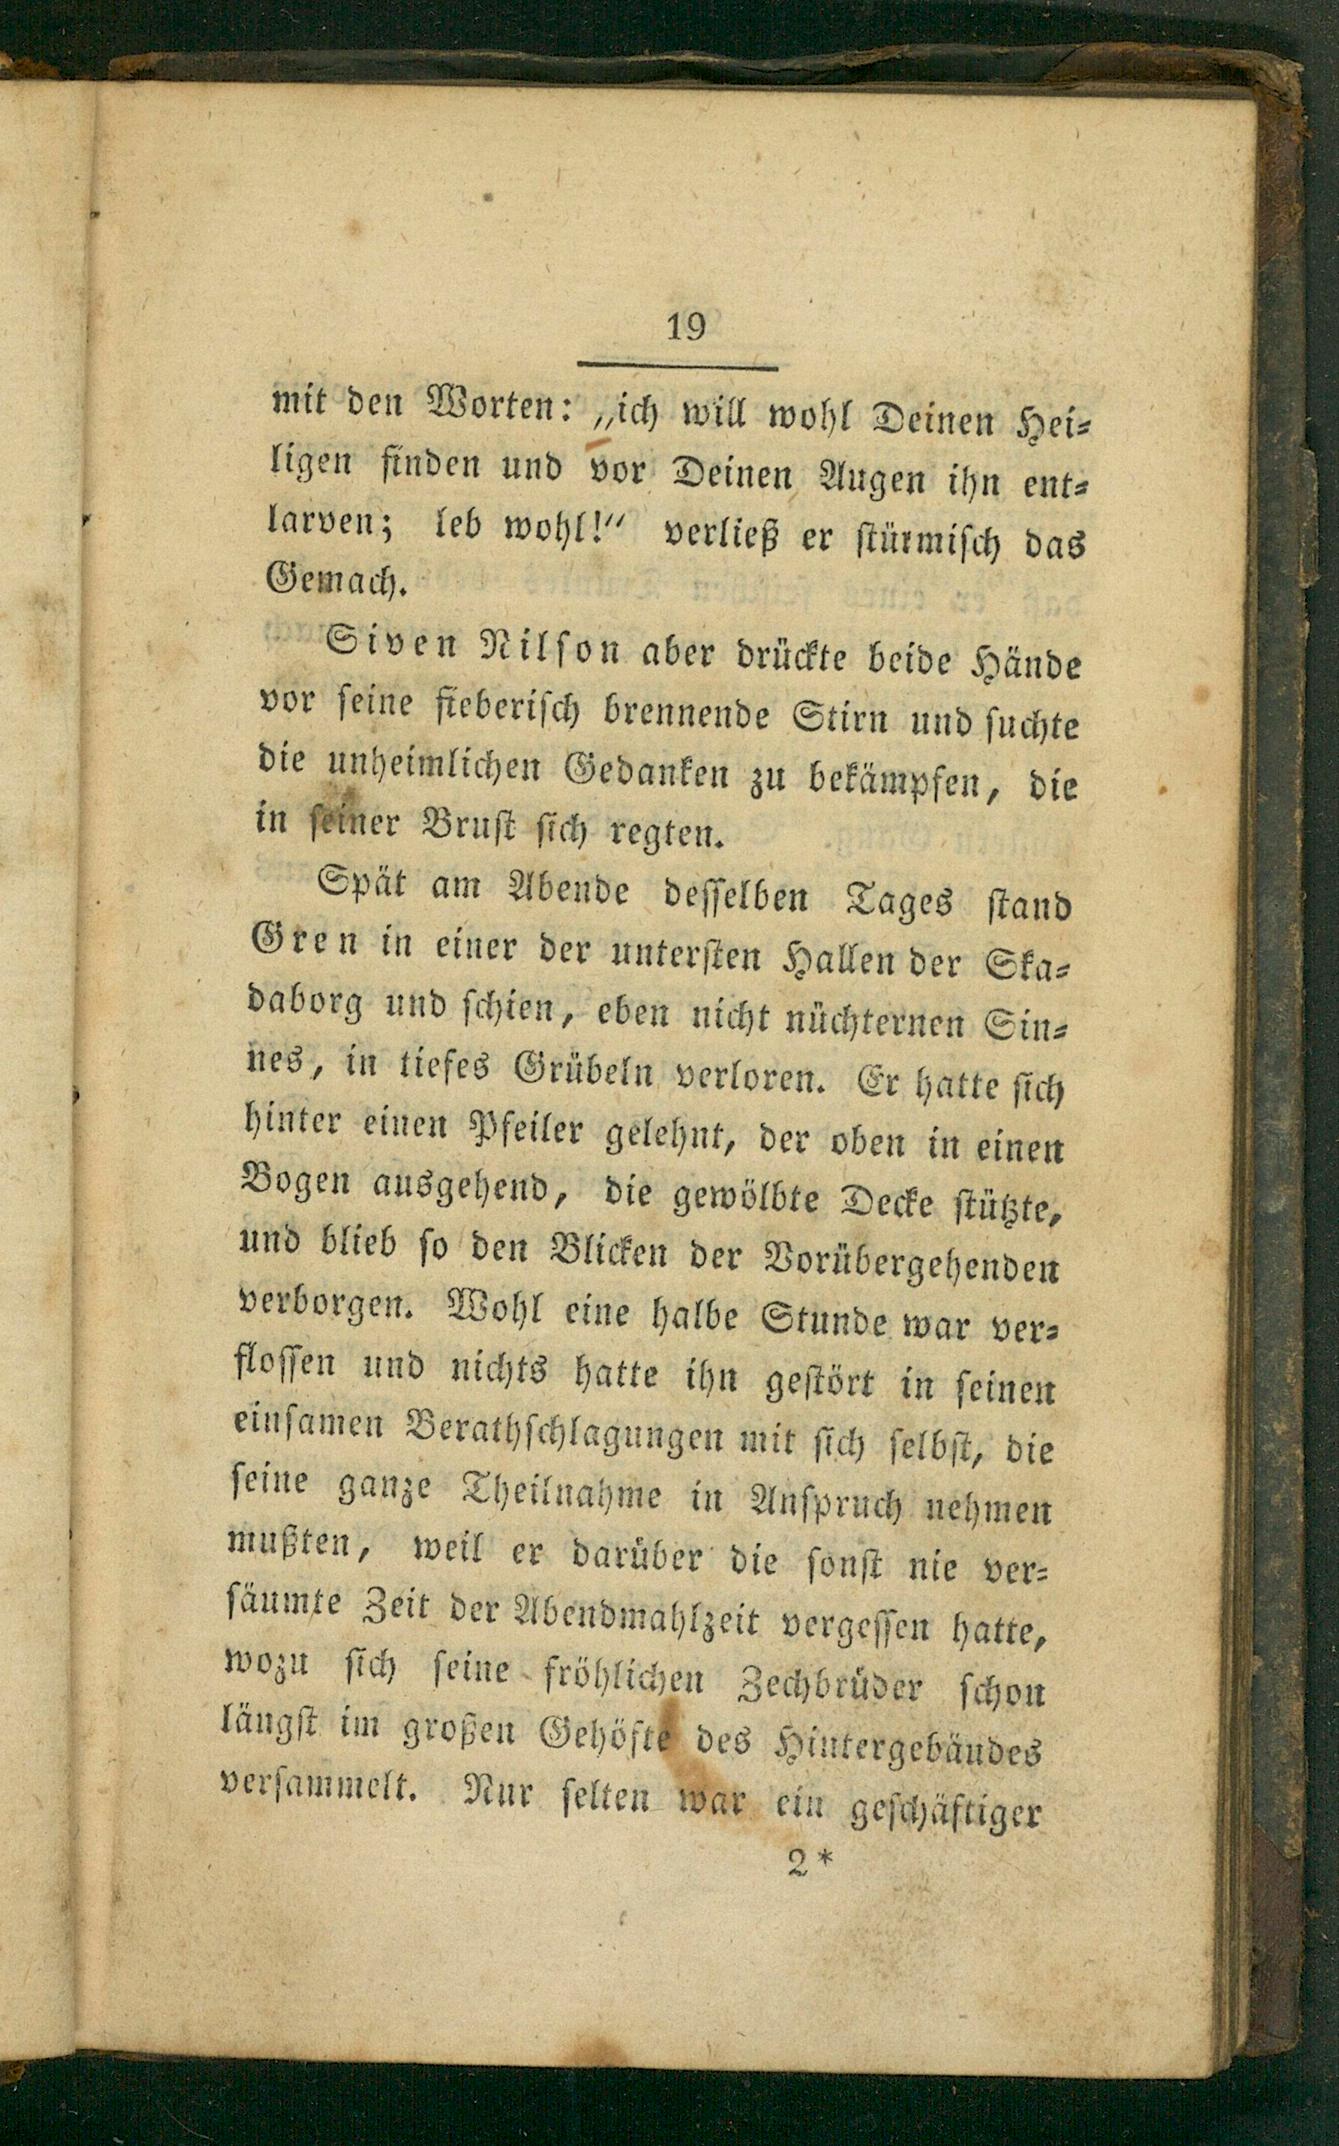 19
mit den Worten: „ich will wohl Deinen Hei-
ligen finden und vor Deinen Augen ihn ent-
larven; leb wohl!“ verließ er stürmisch das
Gemach.
Siven Nilson aber drückte beide Hände
vor seine fieberisch brennende Stirn und suchte
die unheimlichen Gedanken zu bekämpfen, die
in seiner Brust sich regten.
Spät am Abende desselben Tages stand
Gren in einer der untersten Hallen der Ska-
daborg und schien, eben nicht nüchternen Sin-
nes, in tiefes Grübeln verloren. Er hatte sich
hinter einen Pfeiler gelehnt, der oben in einen
Bogen ausgehend, die gewölbte Decke stützte,
und blieb so den Blicken der Vorübergehenden
verborgen. Wohl eine halbe Stunde war ver-
flossen und nichts hatte ihn gestört in seinen
einsamen Berathschlagungen mit sich selbst, die
seine ganze Theilnahme in Anspruch nehmen
mußten, weil er darüber die sonst nie ver-
säumte Zeit der Abendmahlzeit vergessen hatte,
wozu sich seine fröhlichen Zechbrüder schon
längst im großen Gehöfte des Hintergebäudes
versammelt. Nur selten war ein geschäftiger
2*